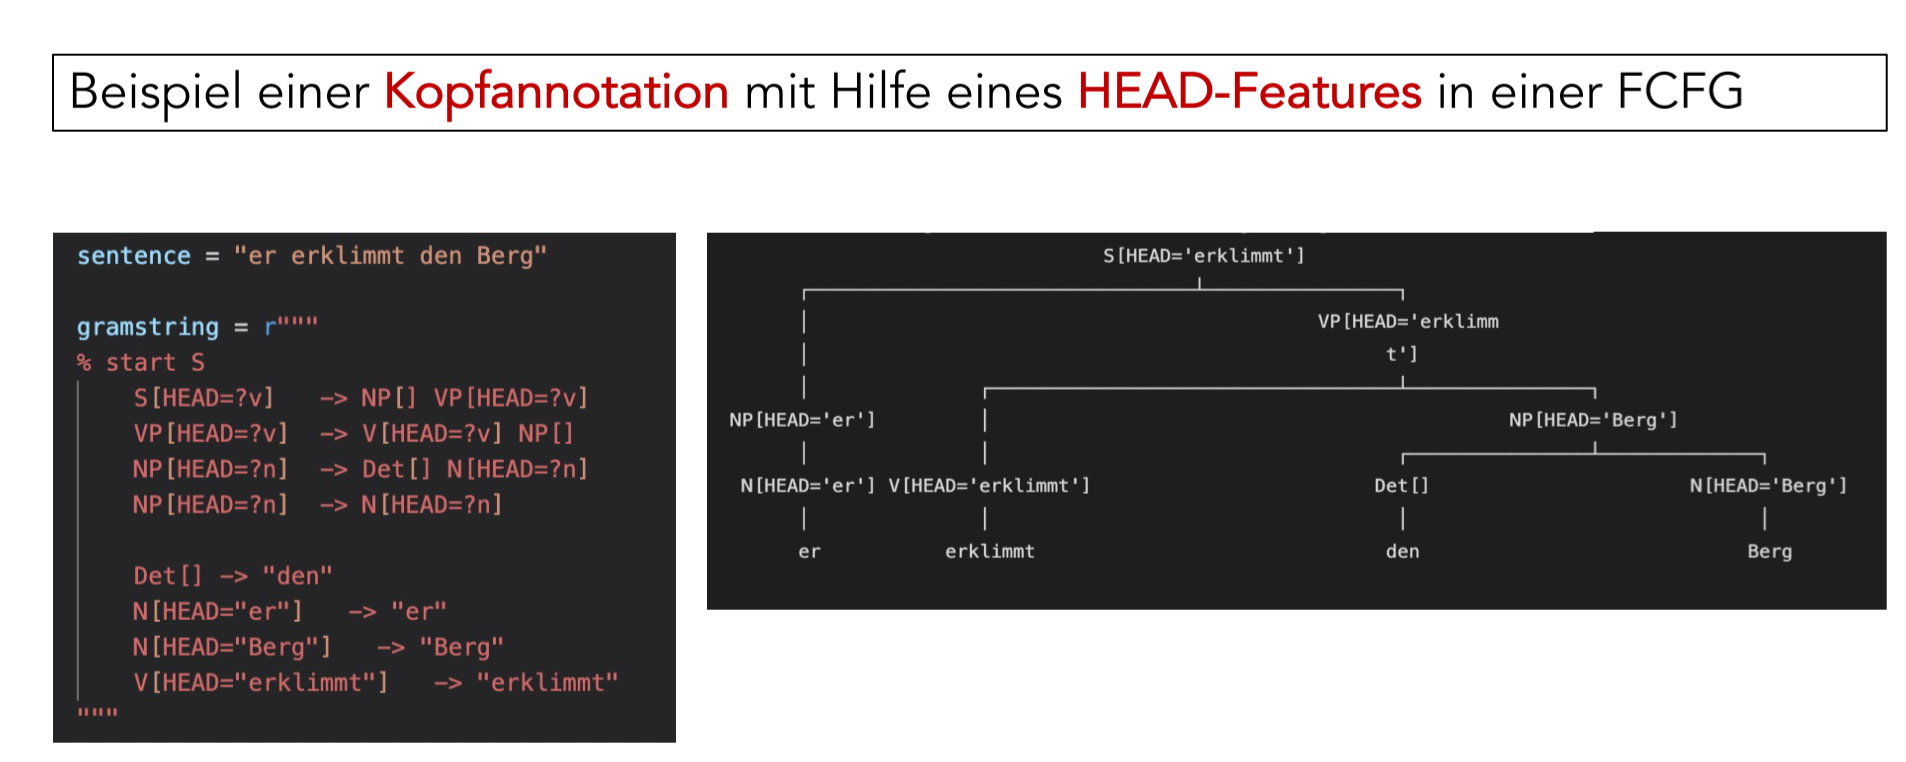 Beispiel einer Kopfannotation mit Hilfe eines HEAD-Features in einer FCFG
sentence = "er erklimmt den Berg"
gramstring = r"""
% start S
S[HEAD=?v] -> NP[] VP[HEAD=?v]
VP[HEAD=?v] -> V[HEAD=?v] NP[]
NP[HEAD=?n] -> Det[] N[HEAD=?n]
NP[HEAD=?n] -> N[HEAD=?n]
Det[] -> "den"
N[HEAD="er"] -> "er"
N[HEAD="Berg"] -> "Berg"
V[HEAD="erklimmt"] -> "erklimmt"
"""
S[HEAD='erklimmt']
VP[HEAD='erklimm
t']
NP[HEAD='er'] NP[HEAD='Berg']
N[HEAD='er'] V[HEAD='erklimmt'] Det[] N[HEAD='Berg']
er erklimmt den Berg